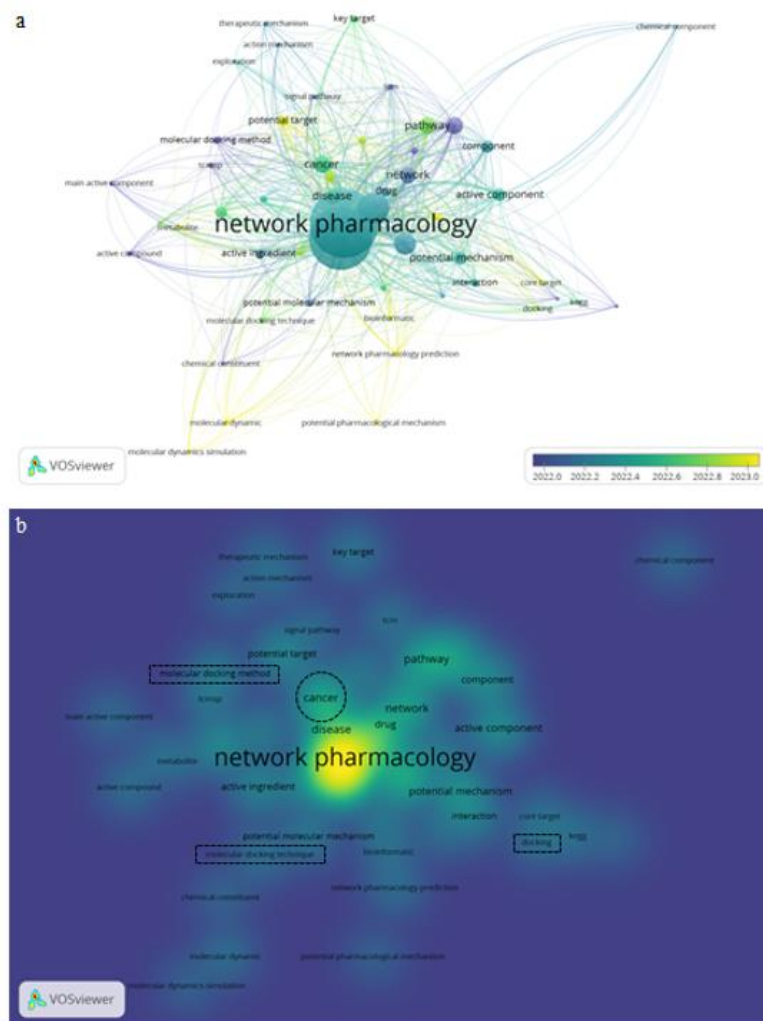 a
therapeutic mechanism
key target
chemical component
action mechanism
exploration
signal pathway
tcm
potential target
pathway
molecular docking method
component
cancer
tcmsp
network
main active component
drug
disease
active component
network pharmacology
metabolite
active compound
active ingredient
potential mechanism
interaction
core target
potential molecular mechanism
docking
kegg
molecular docking technique
bioinformatic
network pharmacology prediction
chemical constituent
molecular dynamic
potential pharmacological mechanism
molecular dynamics simulation
VOSviewer
2022.0 2022.2 2022.4 2022.6 2022.8 2023.0
b
therapeutic mechanism
key target
chemical component
action mechanism
exploration
signal pathway
tcm
potential target
pathway
molecular docking method
component
cancer
tcmsp
network
main active component
drug
disease
active component
network pharmacology
metabolite
active compound
active ingredient
potential mechanism
interaction
core target
potential molecular mechanism
docking
kegg
molecular docking technique
bioinformatic
network pharmacology prediction
chemical constituent
molecular dynamic
potential pharmacological mechanism
molecular dynamics simulation
VOSviewer